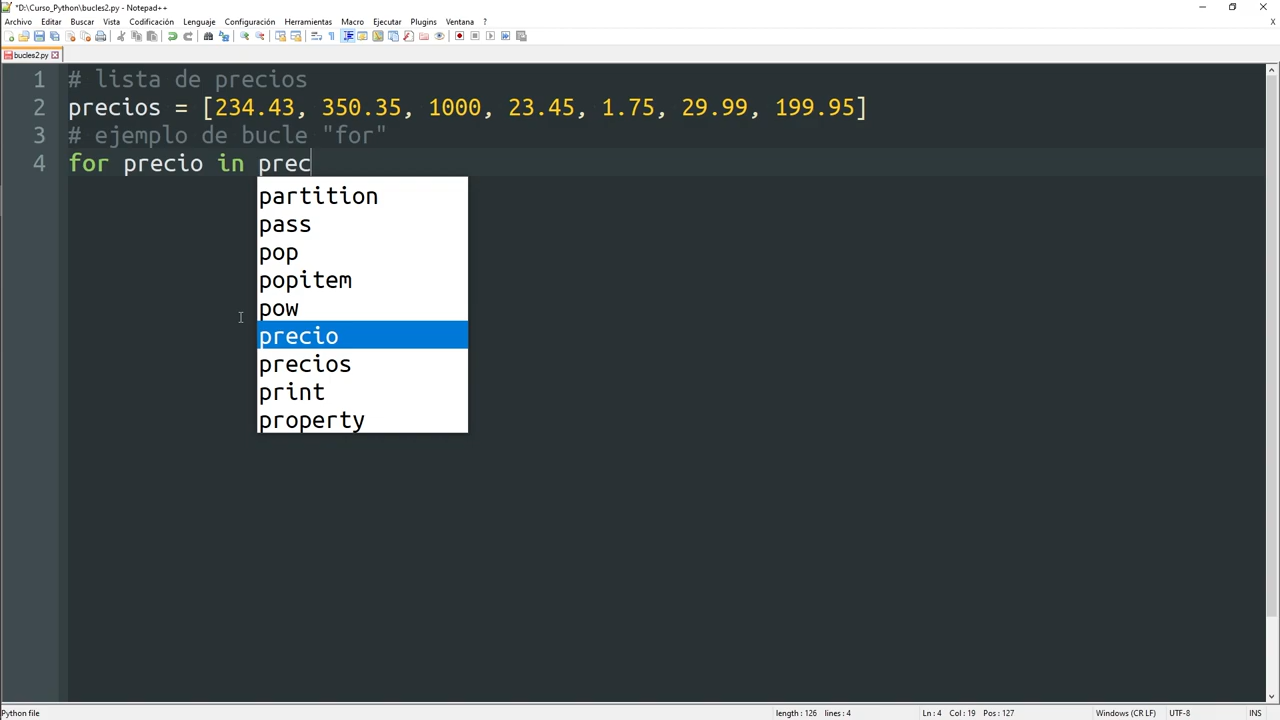 *D:\Curso_Python\bucles2.py - Notepad++
Archivo Editar Buscar Vista Codificación Lenguaje Configuración Herramientas Macro Ejecutar Plugins Ventana ? X
bucles2.py
1 # lista de precios
2 precios = [234.43, 350.35, 1000, 23.45, 1.75, 29.99, 199.95]
3 # ejemplo de bucle "for"
4 for precio in prec
partition
pass
pop
popitem
pow
precio
precios
print
property
Python file length : 126 lines : 4 Ln : 4 Col : 19 Pos : 127 Windows (CR LF) UTF-8 INS